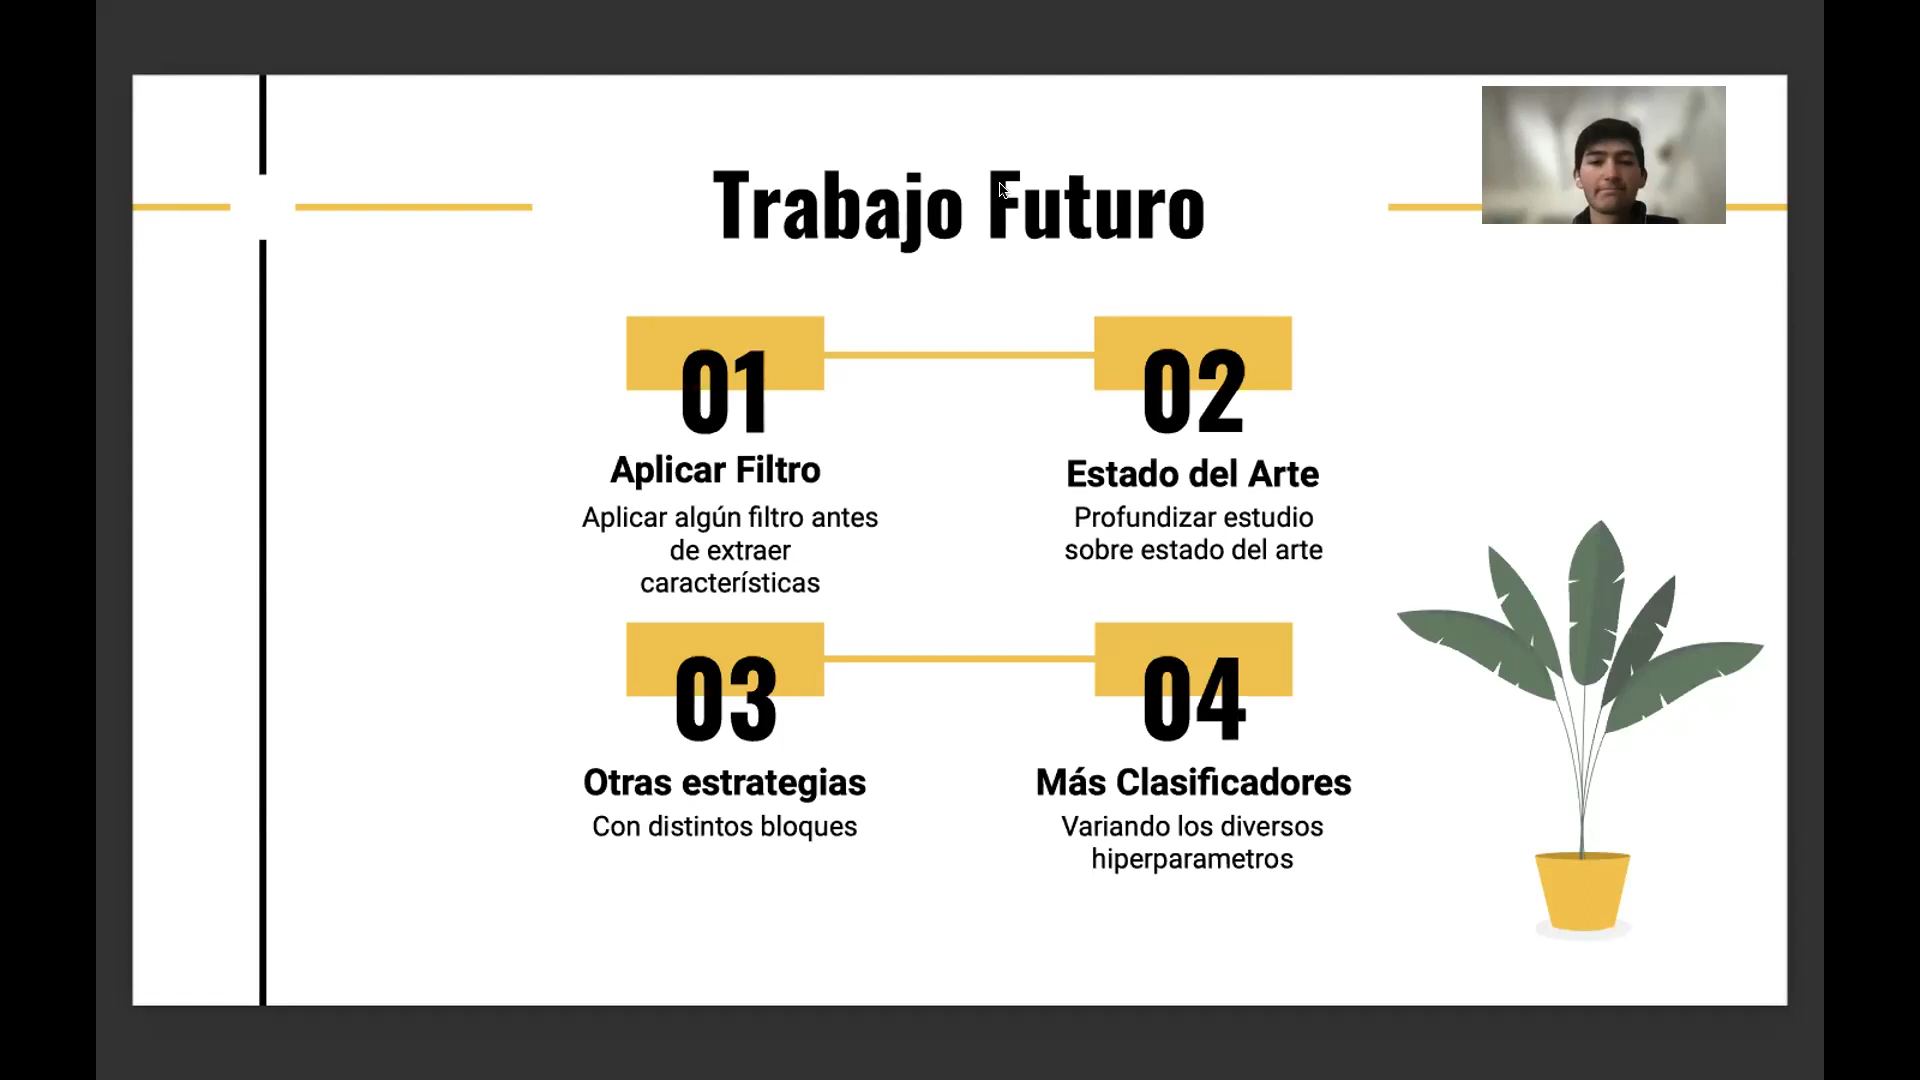 Trabajo Futuro
01
Aplicar Filtro
Aplicar algún filtro antes
de extraer
características
02
Estado del Arte
Profundizar estudio
sobre estado del arte
03
Otras estrategias
Con distintos bloques
04
Más Clasificadores
Variando los diversos
hiperparametros